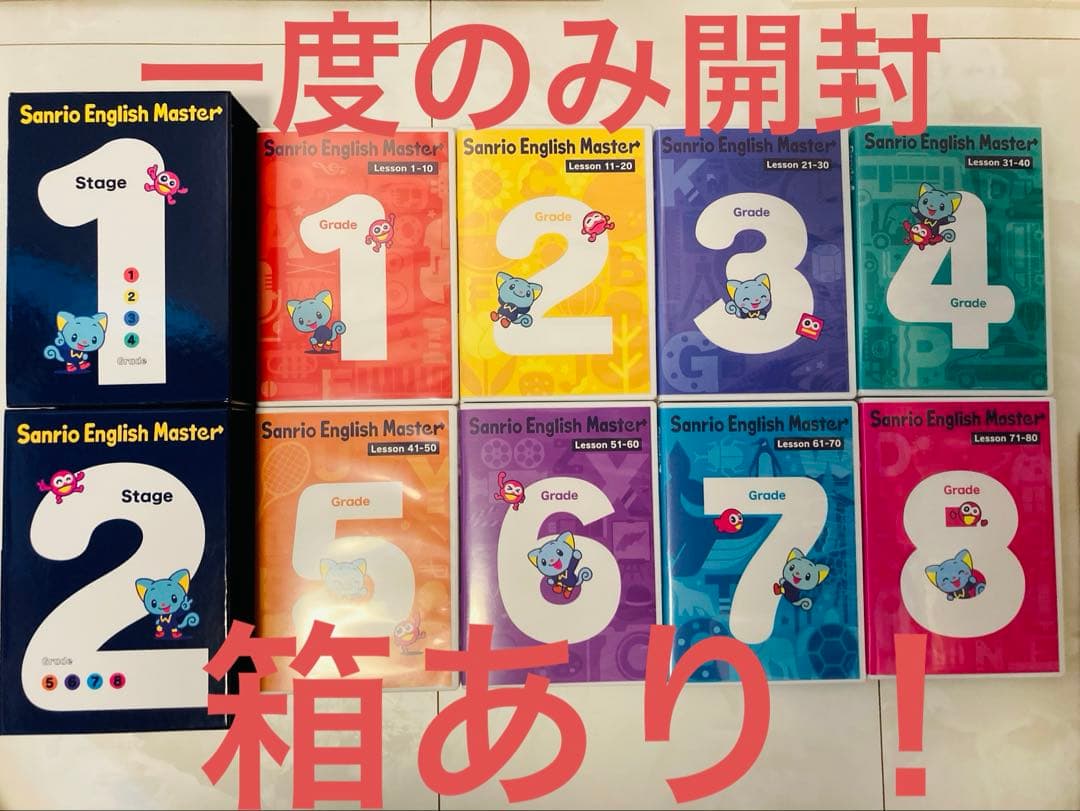 一度のみ開封
Sanrio English Master
Stage
1
1
2
3
4
Grade
Sanrio English Master
Lesson 1-10
Grade
1
Sanrio English Master
Lesson 11-20
Grade
2
Sanrio English Master
Lesson 21-30
Grade
3
Sanrio English Master
Lesson 31-40
Grade
4
Sanrio English Master
Stage
2
Grade
5 6 7 8
Sanrio English Master
Lesson 41-50
Grade
5
Sanrio English Master
Lesson 51-60
Grade
6
Sanrio English Master
Lesson 61-70
Grade
7
Sanrio English Master
Lesson 71-80
Grade
8
箱あり！